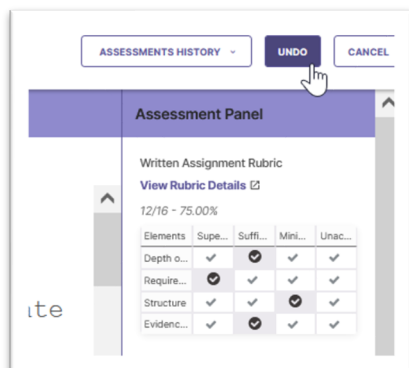 ASSESSMENTS HISTORY UNDO CANCEL
Assessment Panel
Written Assignment Rubric
View Rubric Details
12/16 - 75.00%
Elements Supe... Suffi... Mini... Unac...
Depth o...
Require...
Structure
Evidenc...